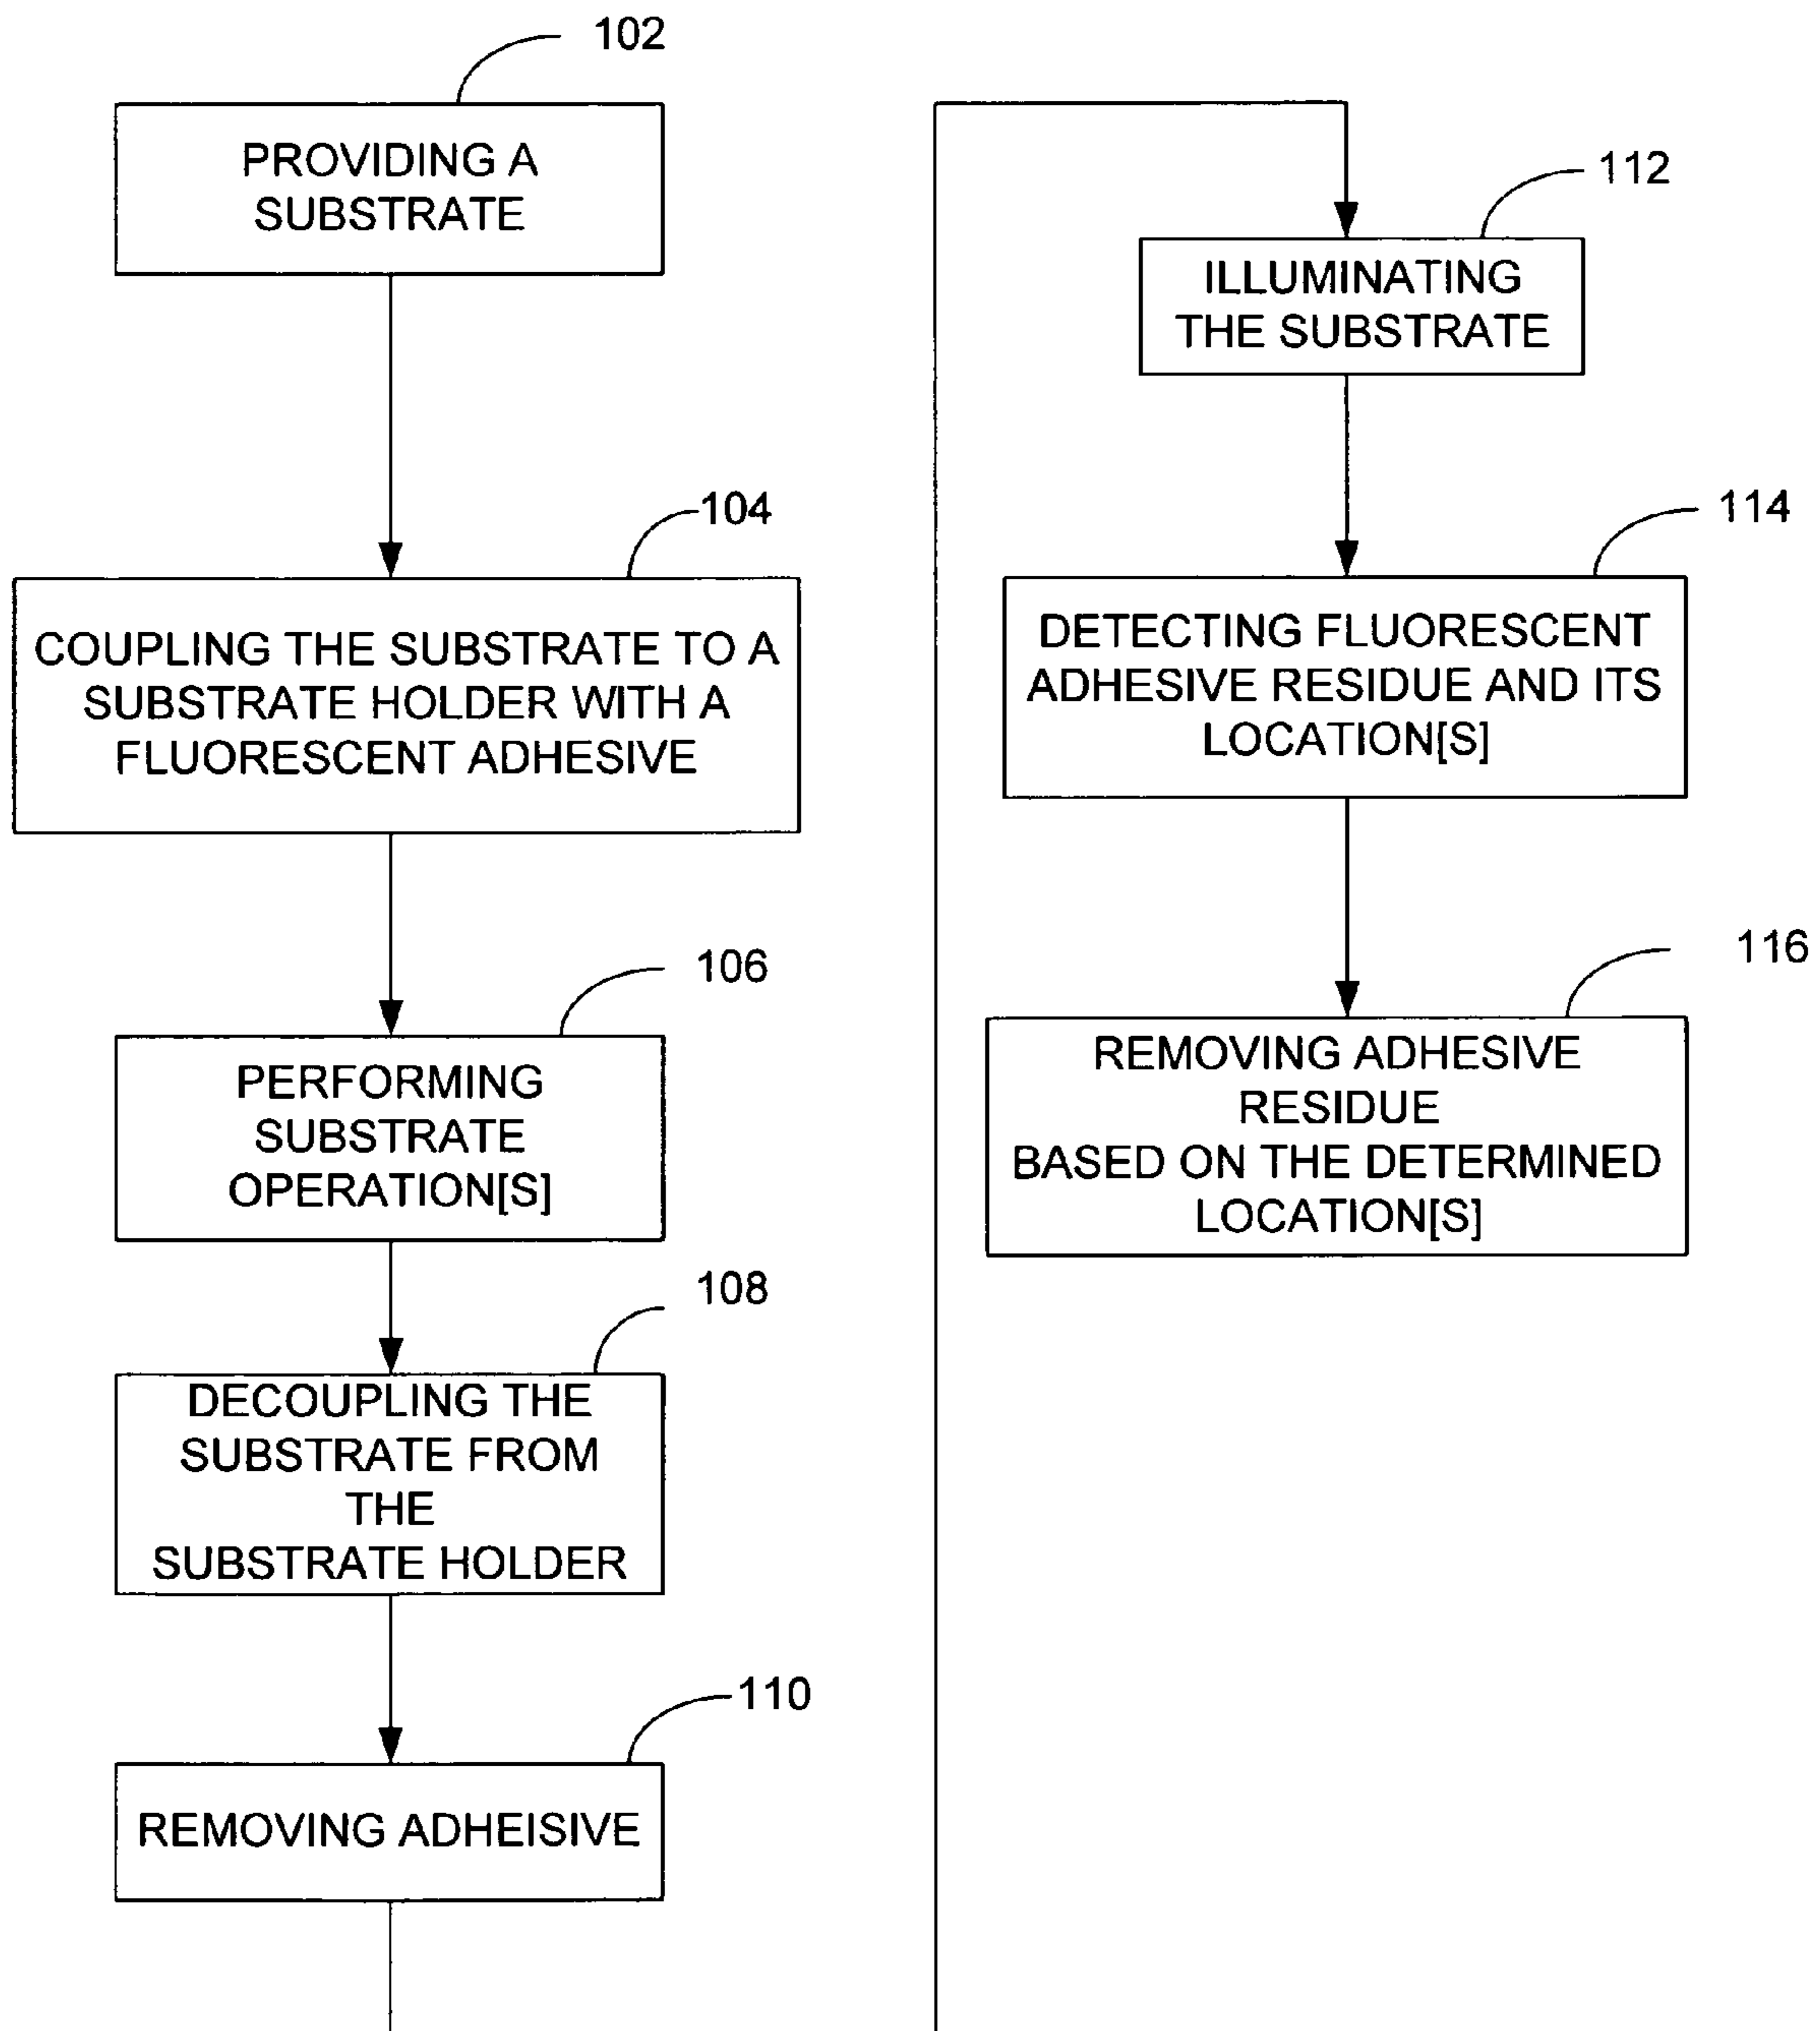 102
PROVIDING A
SUBSTRATE
104
COUPLING THE SUBSTRATE TO A
SUBSTRATE HOLDER WITH A
FLUORESCENT ADHESIVE
106
PERFORMING
SUBSTRATE
OPERATION[S]
108
DECOUPLING THE
SUBSTRATE FROM
THE
SUBSTRATE HOLDER
110
REMOVING ADHEISIVE
112
ILLUMINATING
THE SUBSTRATE
114
DETECTING FLUORESCENT
ADHESIVE RESIDUE AND ITS
LOCATION[S]
116
REMOVING ADHESIVE
RESIDUE
BASED ON THE DETERMINED
LOCATION[S]